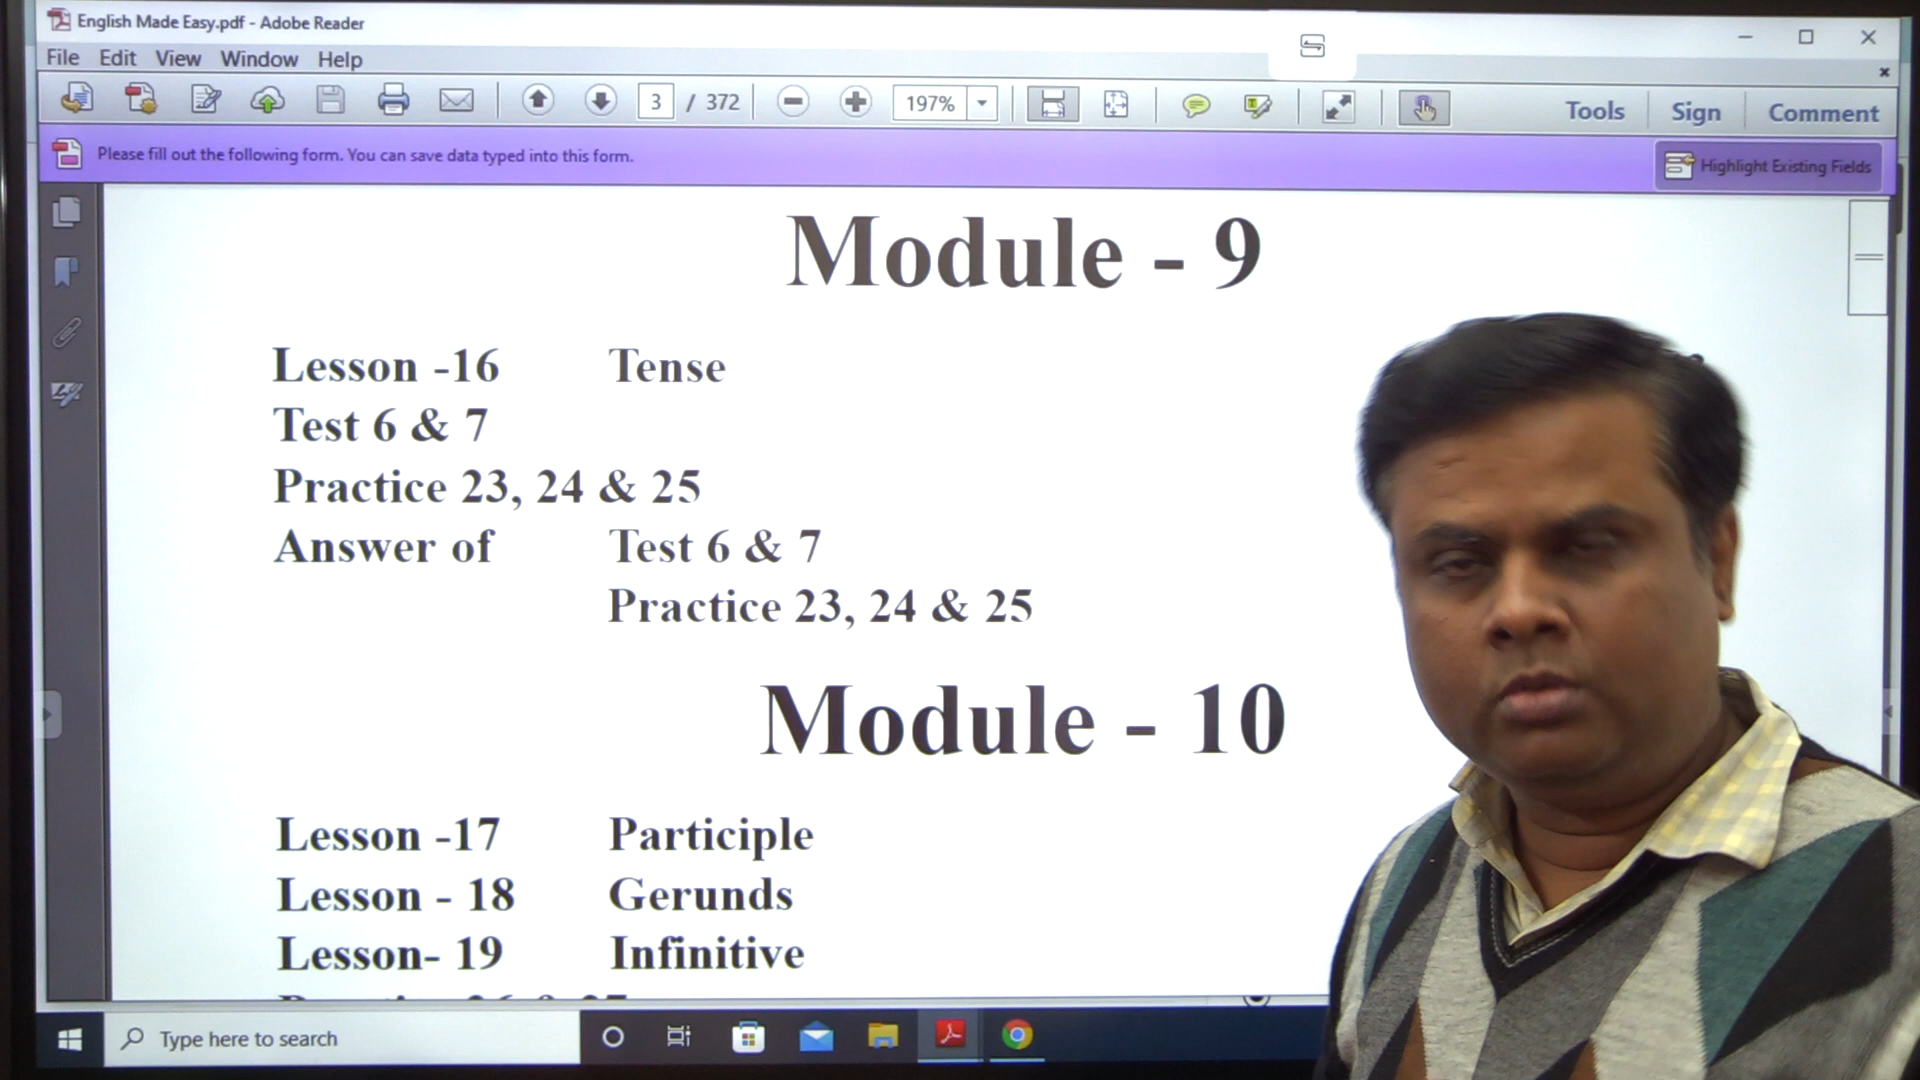 English Made Easy.pdf - Adobe Reader
File Edit View Window Help
3 / 372 197% Tools Sign Comment
Please fill out the following form. You can save data typed into this form. Highlight Existing Fields
Module - 9
Lesson -16 Tense
Test 6 & 7
Practice 23, 24 & 25
Answer of Test 6 & 7
Practice 23, 24 & 25
Module - 10
Lesson -17 Participle
Lesson - 18 Gerunds
Lesson- 19 Infinitive
Type here to search